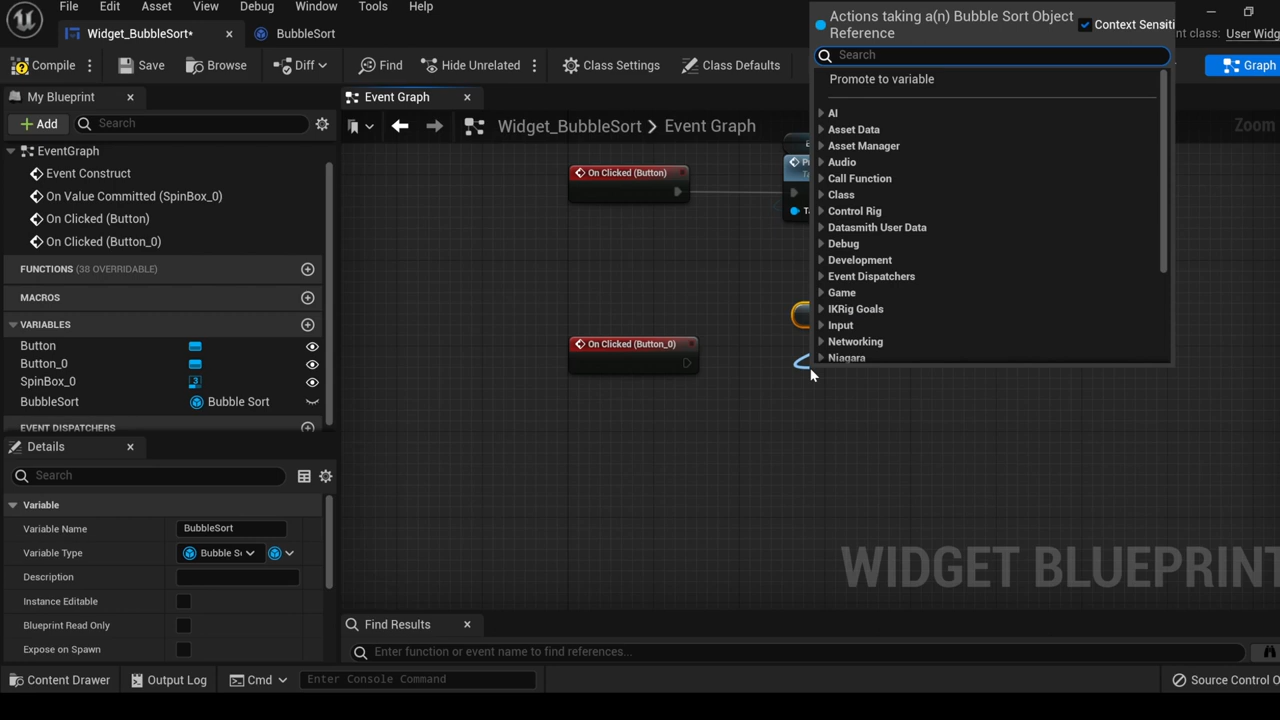 File Edit Asset View Debug Window Tools Help
Widget_BubbleSort* BubbleSort
Actions taking a(n) Bubble Sort Object
Reference
Context Sensiti
User Widg
Compile Save Browse Diff Find Hide Unrelated Class Settings Class Defaults Graph
Search
Promote to variable
AI
Asset Data
Asset Manager
Audio
Call Function
Class
Control Rig
Datasmith User Data
Debug
Development
Event Dispatchers
Game
IKRig Goals
Input
Networking
Niagara
My Blueprint
Add Search
EventGraph
Event Construct
On Value Committed (SpinBox_0)
On Clicked (Button)
On Clicked (Button_0)
FUNCTIONS (38 OVERRIDABLE)
MACROS
VARIABLES
Button
Button_0
SpinBox_0
BubbleSort Bubble Sort
EVENT DISPATCHERS
Event Graph
Widget_BubbleSort > Event Graph
Zoom
On Clicked (Button)
On Clicked (Button_0)
WIDGET BLUEPRINT
Details
Search
Variable
Variable Name BubbleSort
Variable Type Bubble S
Description
Instance Editable
Blueprint Read Only
Expose on Spawn
Find Results
Enter function or event name to find references...
Content Drawer Output Log Cmd Enter Console Command Source Control O